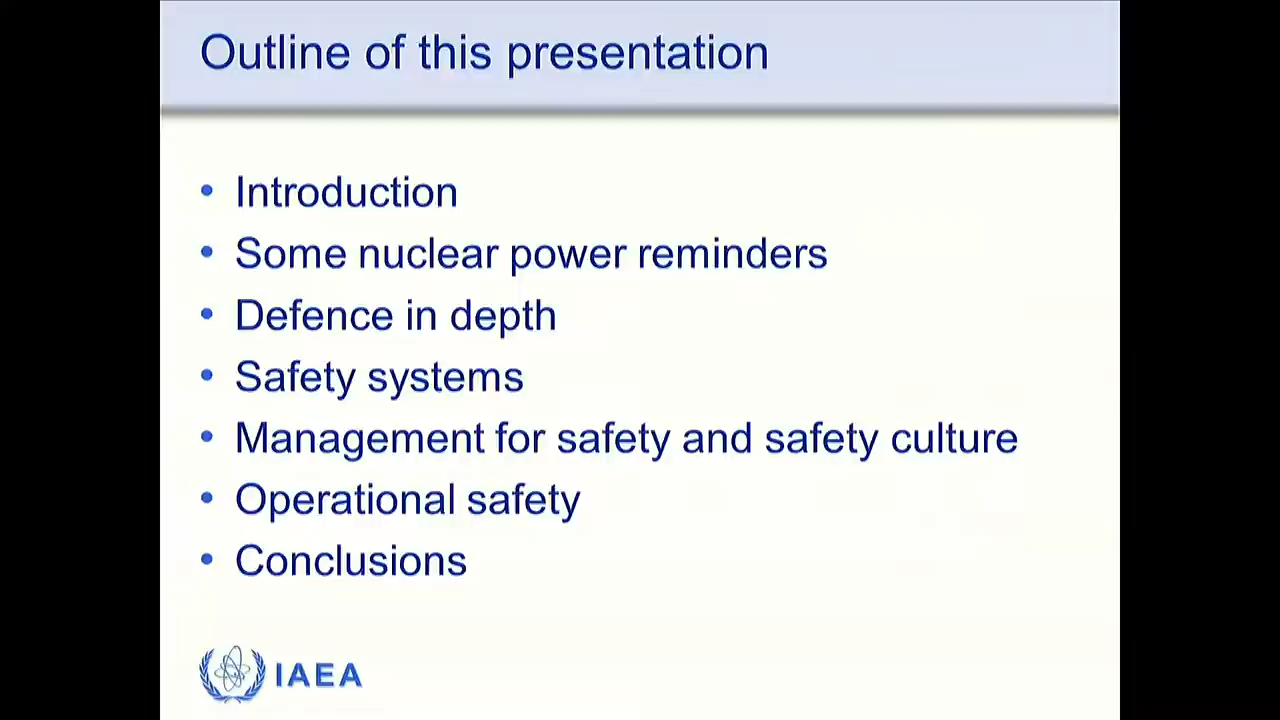 Outline of this presentation
• Introduction
• Some nuclear power reminders
• Defence in depth
• Safety systems
• Management for safety and safety culture
• Operational safety
• Conclusions
IAEA